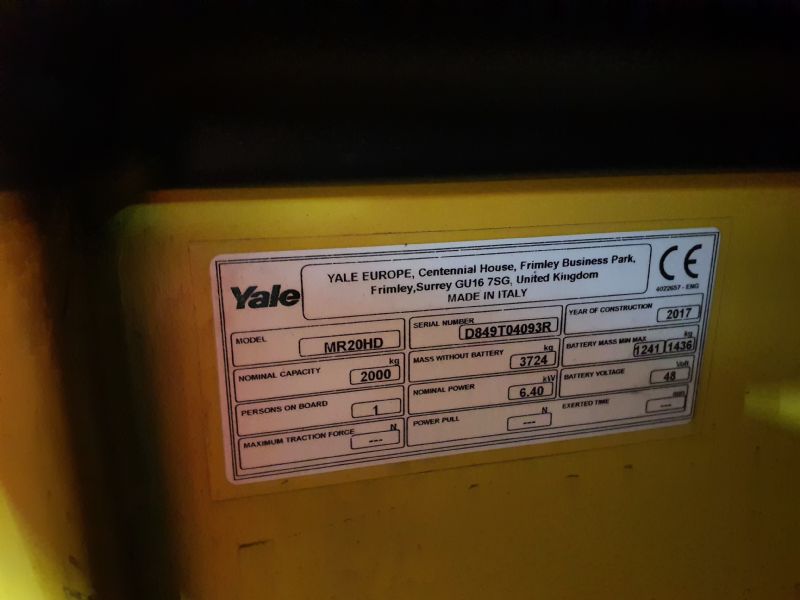 Yale
YALE EUROPE, Centennial House, Frimley Business Park,
Frimley,Surrey GU16 7SG, United Kingdom
MADE IN ITALY
CE
4022657 - ENG
MODEL MR20HD
SERIAL NUMBER D849T04093R
YEAR OF CONSTRUCTION 2017
NOMINAL CAPACITY kg 2000
MASS WITHOUT BATTERY kg 3724
BATTERY MASS MIN MAX kg 1241 1436
PERSONS ON BOARD 1
NOMINAL POWER kW 6.40
BATTERY VOLTAGE Volt 48
MAXIMUM TRACTION FORCE N ---
POWER PULL N ---
EXERTED TIME min ---